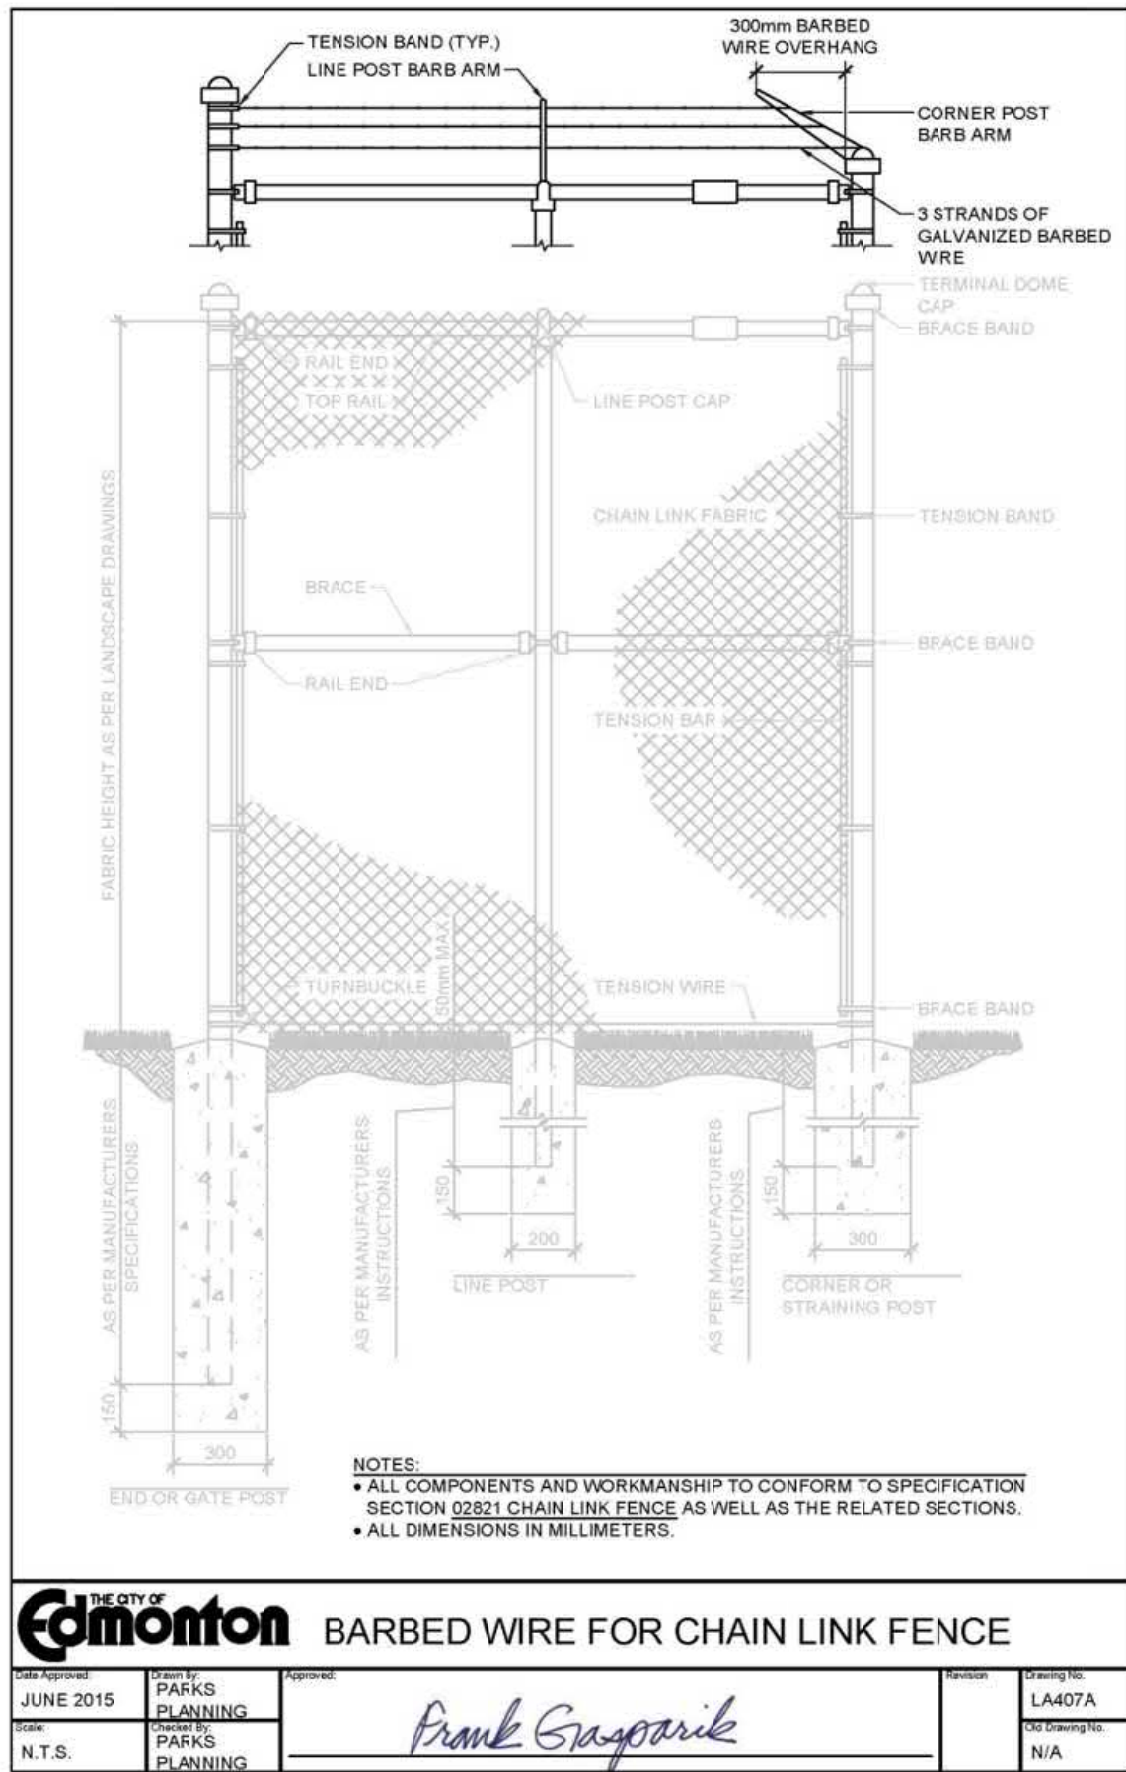 300mm BARBED
WIRE OVERHANG
TENSION BAND (TYP.)
LINE POST BARB ARM
CORNER POST
BARB ARM
3 STRANDS OF
GALVANIZED BARBED
WRE
TERMINAL DOME
CAP
BRACE BAND
RAIL END
TOP RAIL
LINE POST CAP
FABRIC HEIGHT AS PER LANDSCAPE DRAWINGS
CHAIN LINK FABRIC
TENSION BAND
BRACE
BRACE BAND
RAIL END
TENSION BAR
50mm MAX
TURNBUCKLE
TENSION WIRE
BRACE BAND
AS PER MANUFACTURERS
SPECIFICATIONS
AS PER MANUFACTURERS
INSTRUCTIONS
150
200
LINE POST
AS PER MANUFACTURERS
INSTRUCTIONS
150
300
CORNER OR
STRAINING POST
150
300
END OR GATE POST
NOTES:
• ALL COMPONENTS AND WORKMANSHIP TO CONFORM TO SPECIFICATION
SECTION 02821 CHAIN LINK FENCE AS WELL AS THE RELATED SECTIONS.
• ALL DIMENSIONS IN MILLIMETERS.
THE CITY OF
Edmonton
BARBED WIRE FOR CHAIN LINK FENCE
Date Approved:
JUNE 2015
Drawn By:
PARKS
PLANNING
Approved:
Frank Gasparik
Revision
Drawing No.
LA407A
Scale:
N.T.S.
Checked By:
PARKS
PLANNING
Old Drawing No.
N/A